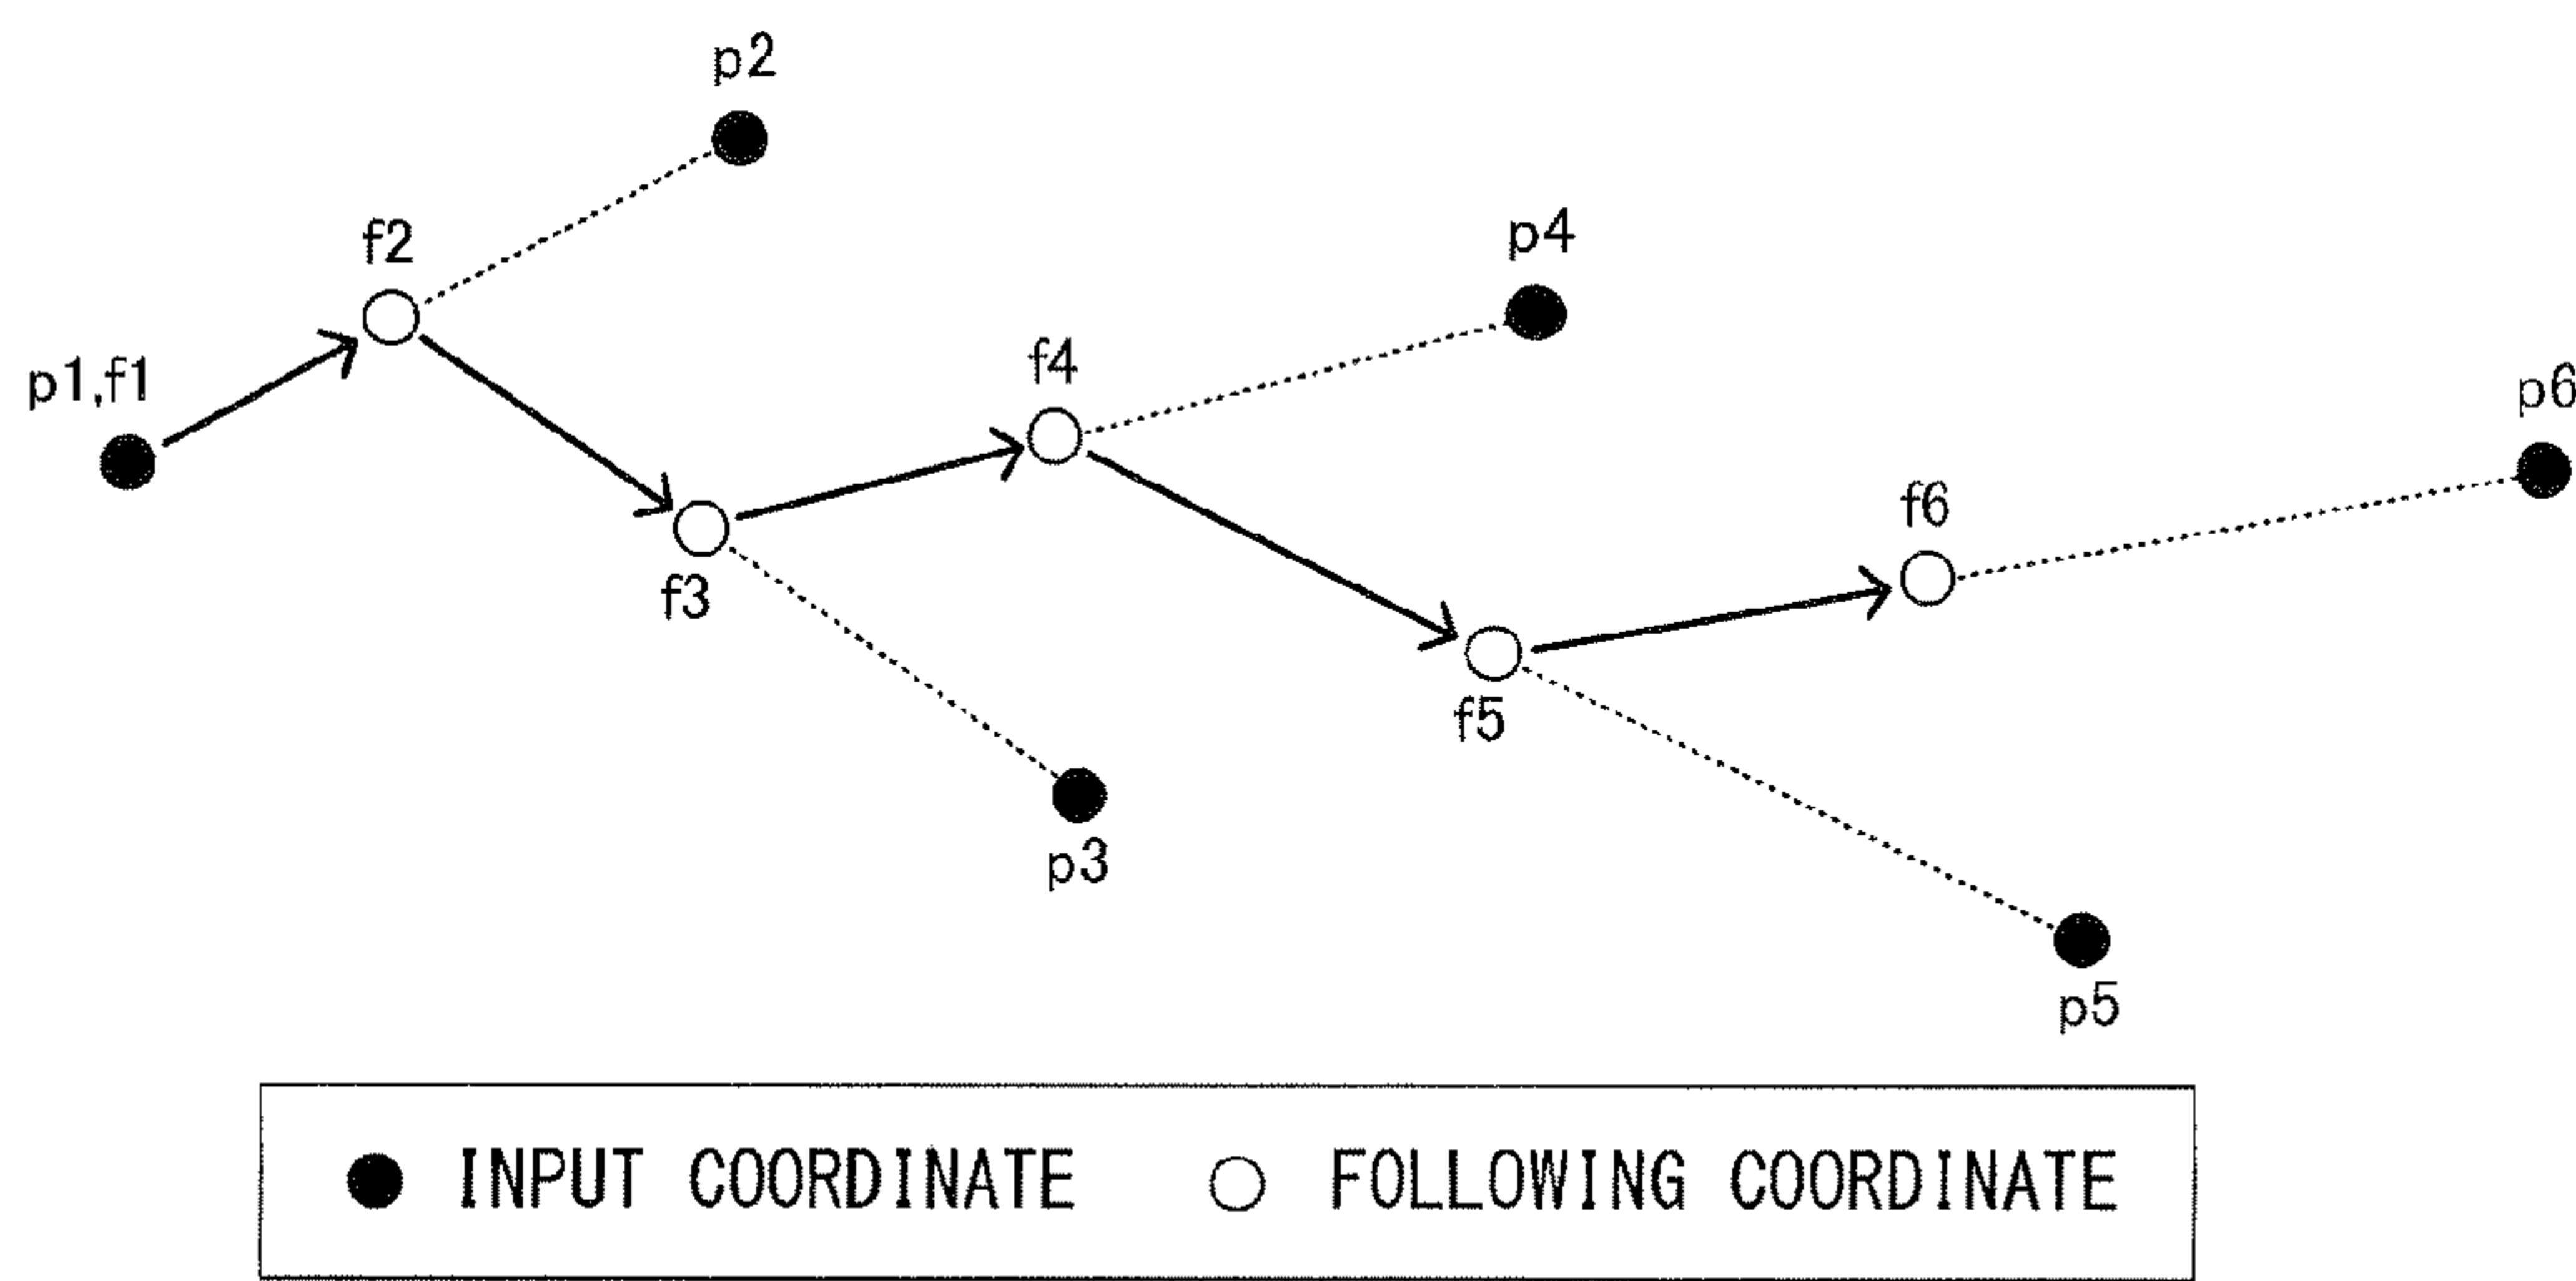 p2
f2
p4
p1,f1
f4
p6
f6
f3
f5
p3
p5
INPUT COORDINATE
FOLLOWING COORDINATE